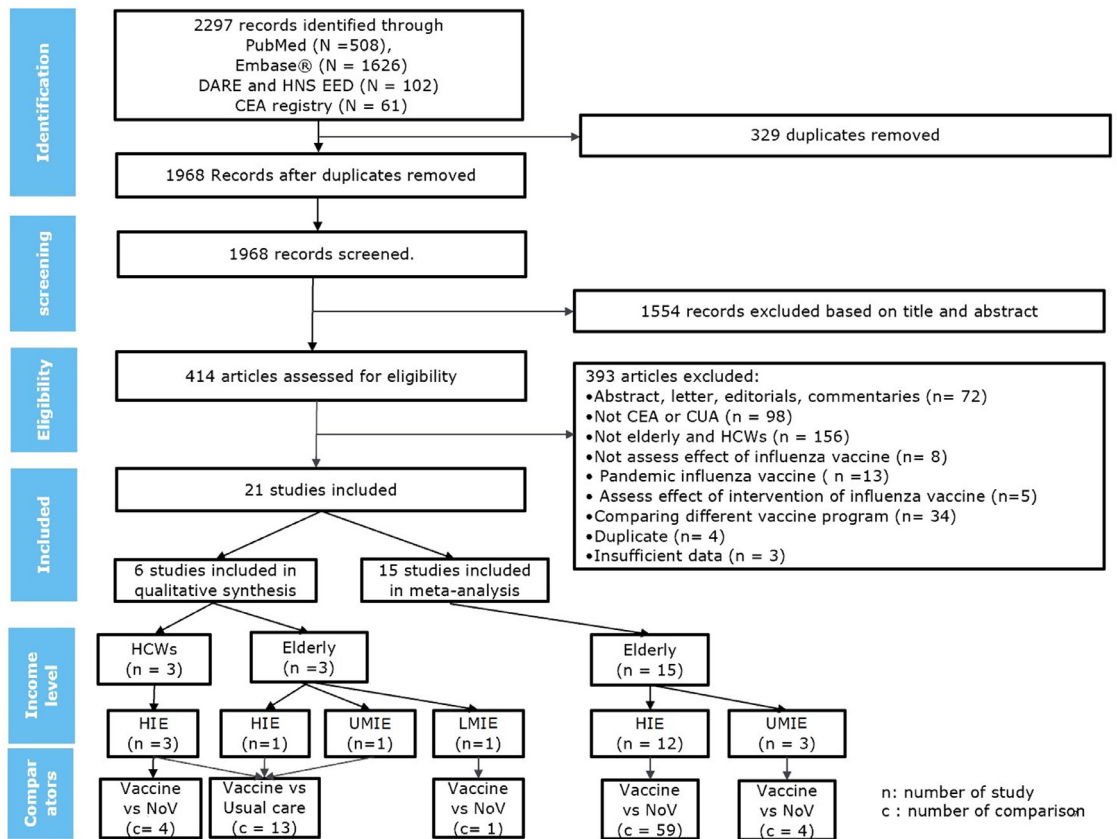 Identification
2297 records identified through
PubMed (N =508),
Embase® (N = 1626)
DARE and HNS EED (N = 102)
CEA registry (N = 61)
329 duplicates removed
1968 Records after duplicates removed
screening
1968 records screened.
1554 records excluded based on title and abstract
Eligibility
414 articles assessed for eligibility
393 articles excluded:
•Abstract, letter, editorials, commentaries (n= 72)
•Not CEA or CUA (n = 98)
•Not elderly and HCWs (n = 156)
•Not assess effect of influenza vaccine (n= 8)
• Pandemic influenza vaccine ( n =13)
• Assess effect of intervention of influenza vaccine (n=5)
•Comparing different vaccine program (n= 34)
•Duplicate (n= 4)
•Insufficient data (n = 3)
Included
21 studies included
6 studies included in
qualitative synthesis
15 studies included
in meta-analysis
Income
level
HCWs
(n = 3)
Elderly
(n =3)
Elderly
(n = 15)
HIE
(n =3)
HIE
(n=1)
UMIE
(n=1)
LMIE
(n=1)
HIE
(n = 12)
UMIE
(n = 3)
Compar
ators
Vaccine
vs NoV
(c= 4)
Vaccine vs
Usual care
(c = 13)
Vaccine
vs NoV
(c= 1)
Vaccine
vs NoV
(c = 59)
Vaccine
vs NoV
(c= 4)
n: number of study
c : number of comparison